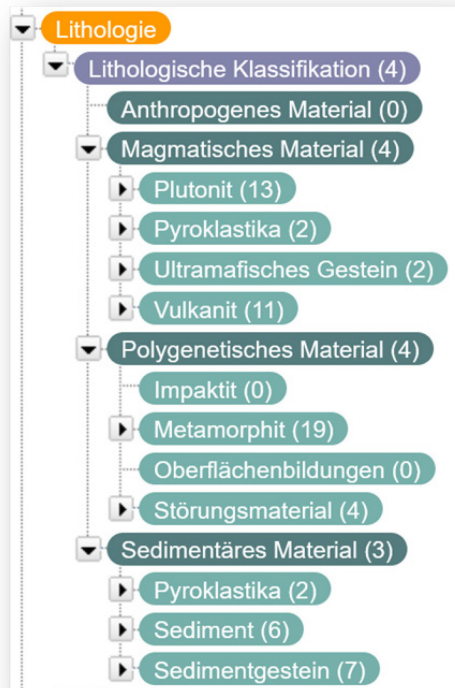 Lithologie
Lithologische Klassifikation (4)
Anthropogenes Material (0)
Magmatisches Material (4)
Plutonit (13)
Pyroklastika (2)
Ultramafisches Gestein (2)
Vulkanit (11)
Polygenetisches Material (4)
Impaktit (0)
Metamorphit (19)
Oberflächenbildungen (0)
Störungsmaterial (4)
Sedimentäres Material (3)
Pyroklastika (2)
Sediment (6)
Sedimentgestein (7)